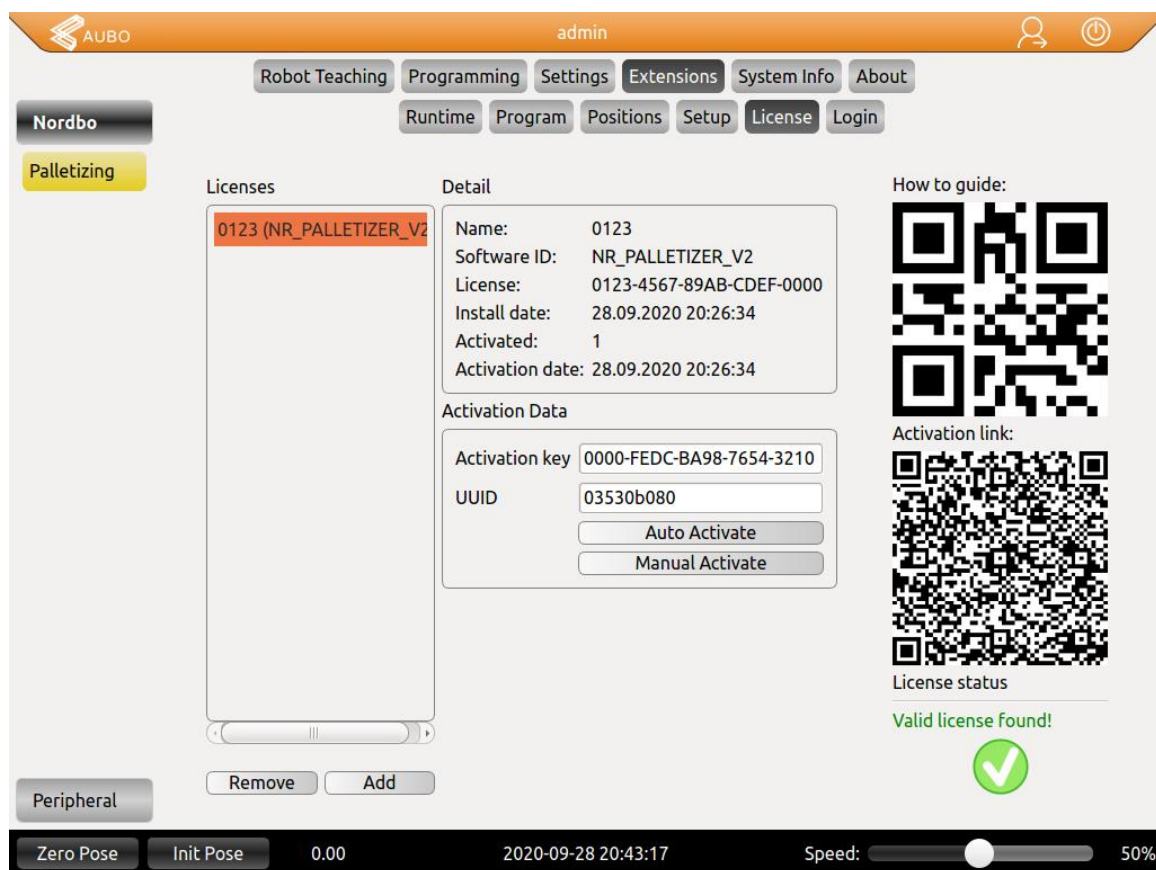 AUBO
admin
Robot Teaching Programming Settings Extensions System Info About
Runtime Program Positions Setup License Login
Nordbo
Palletizing
Licenses
0123 (NR_PALLETIZER_V2
Remove Add
Detail
Name: 0123
Software ID: NR_PALLETIZER_V2
License: 0123-4567-89AB-CDEF-0000
Install date: 28.09.2020 20:26:34
Activated: 1
Activation date: 28.09.2020 20:26:34
Activation Data
Activation key 0000-FEDC-BA98-7654-3210
UUID 03530b080
Auto Activate
Manual Activate
How to guide:
Activation link:
License status
Valid license found!
Peripheral
Zero Pose Init Pose 0.00 2020-09-28 20:43:17 Speed: 50%